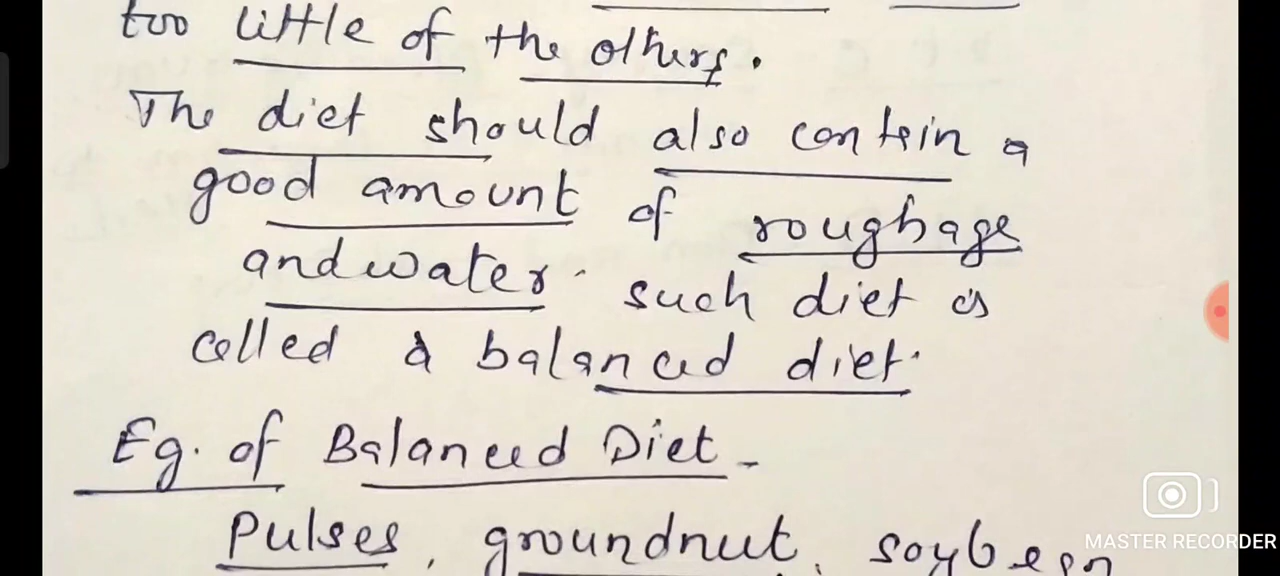 too little of the others.
The diet should also contain a
good amount of roughage
and water. such diet is
called a balanced diet.
Eg. of Balanced Diet -
Pulses, groundnut, soybean
MASTER RECORDER